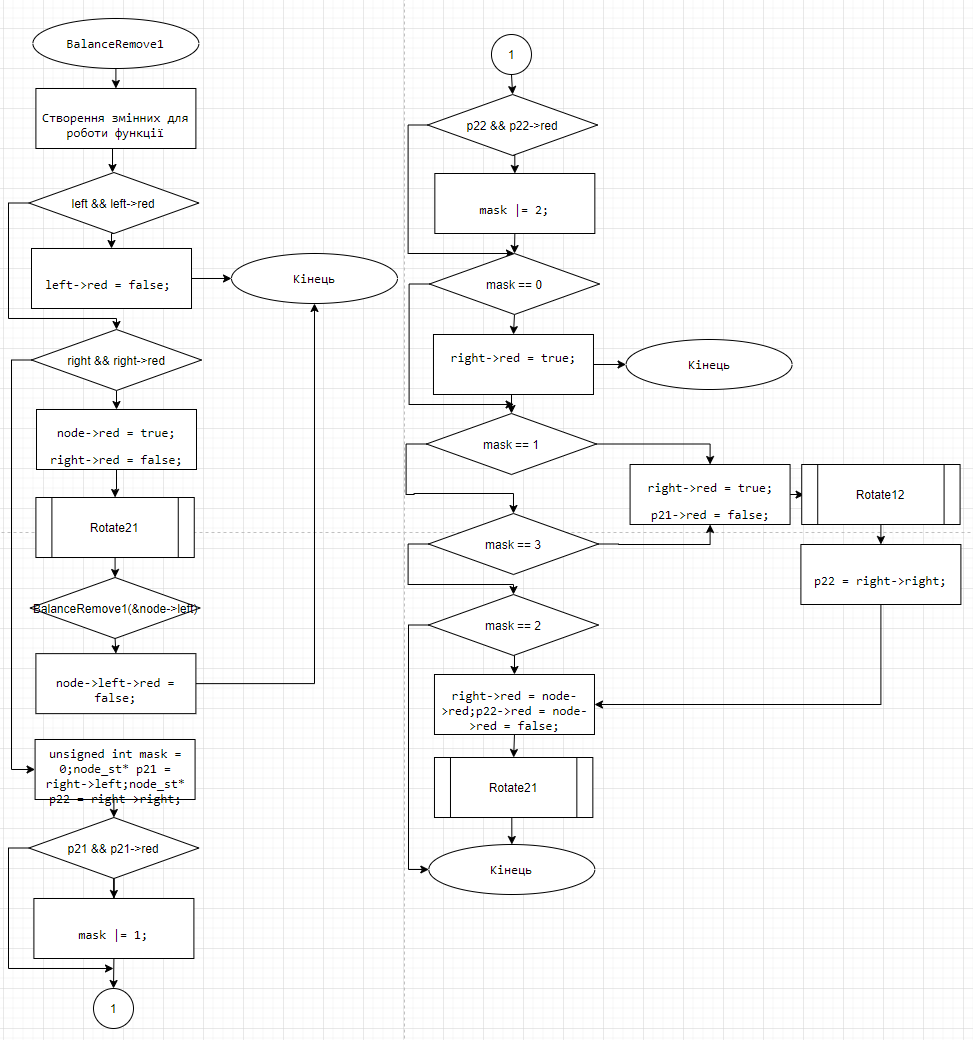 BalanceRemove1
Створення змінних для
роботи функції
left && left->red
left->red = false;
Кінець
right && right->red
node->red = true;
right->red = false;
Rotate21
BalanceRemove1(&node->left)
node->left->red =
false;
unsigned int mask =
0;node_st* p21 =
right->left;node_st*
p22 = right->right;
p21 && p21->red
mask |= 1;
1
1
p22 && p22->red
mask |= 2;
mask == 0
right->red = true;
Кінець
mask == 1
right->red = true;
p21->red = false;
Rotate12
mask == 3
p22 = right->right;
mask == 2
right->red = node-
>red;p22->red = node-
>red = false;
Rotate21
Кінець